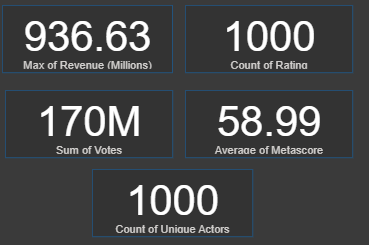 936.63
Max of Revenue (Millions)
1000
Count of Rating
170M
Sum of Votes
58.99
Average of Metascore
1000
Count of Unique Actors